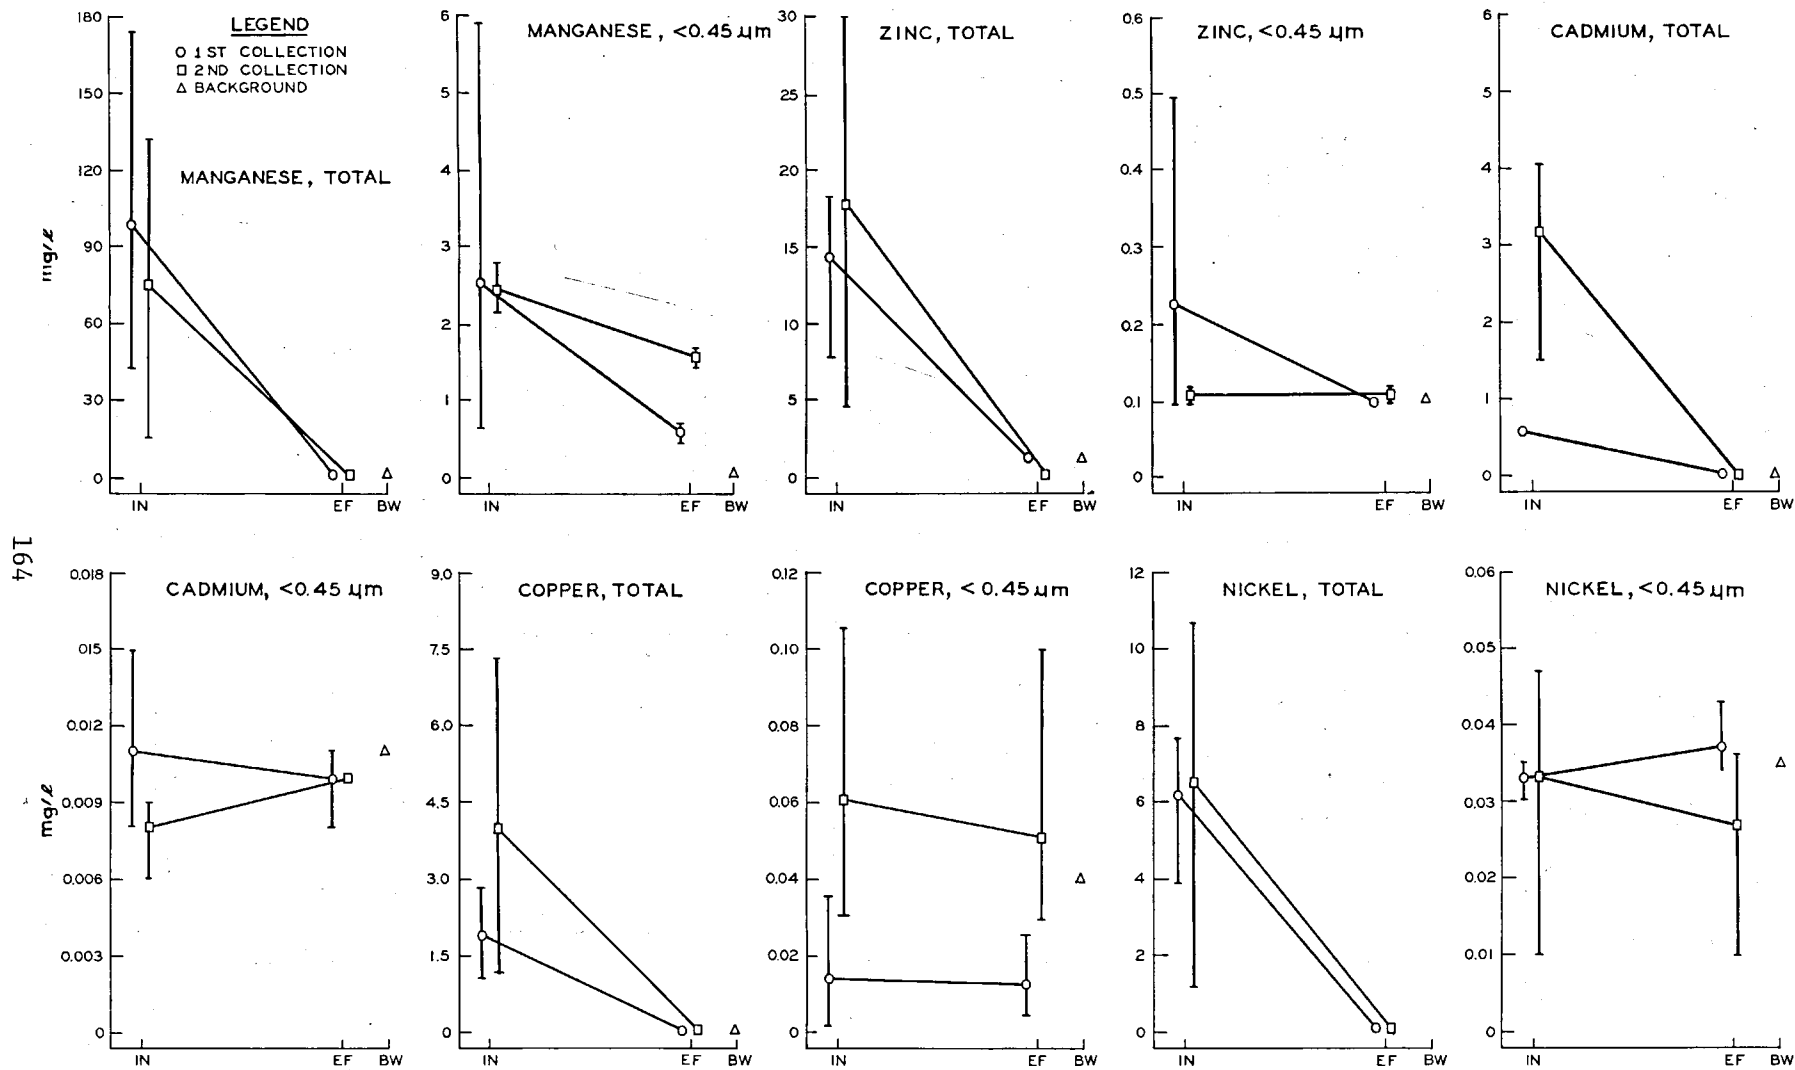 LEGEND
O 1ST COLLECTION
□ 2ND COLLECTION
△ BACKGROUND
MANGANESE, TOTAL
mg/ℓ
180
150
120
90
60
30
0
IN EF BW
MANGANESE, <0.45 µm
6
5
4
3
2
1
0
IN EF BW
ZINC, TOTAL
30
25
20
15
10
5
0
IN EF BW
ZINC, <0.45 µm
0.6
0.5
0.4
0.3
0.2
0.1
0
IN EF BW
CADMIUM, TOTAL
6
5
4
3
2
1
0
IN EF BW
164
CADMIUM, <0.45 µm
mg/ℓ
0.018
.015
0.012
0.009
0.006
0.003
0
IN EF BW
COPPER, TOTAL
9.0
7.5
6.0
4.5
3.0
1.5
0
IN EF BW
COPPER, <0.45 µm
0.12
0.10
0.08
0.06
0.04
0.02
0
IN EF BW
NICKEL, TOTAL
12
10
8
6
4
2
0
IN EF BW
NICKEL, <0.45 µm
0.06
0.05
0.04
0.03
0.02
0.01
0
IN EF BW